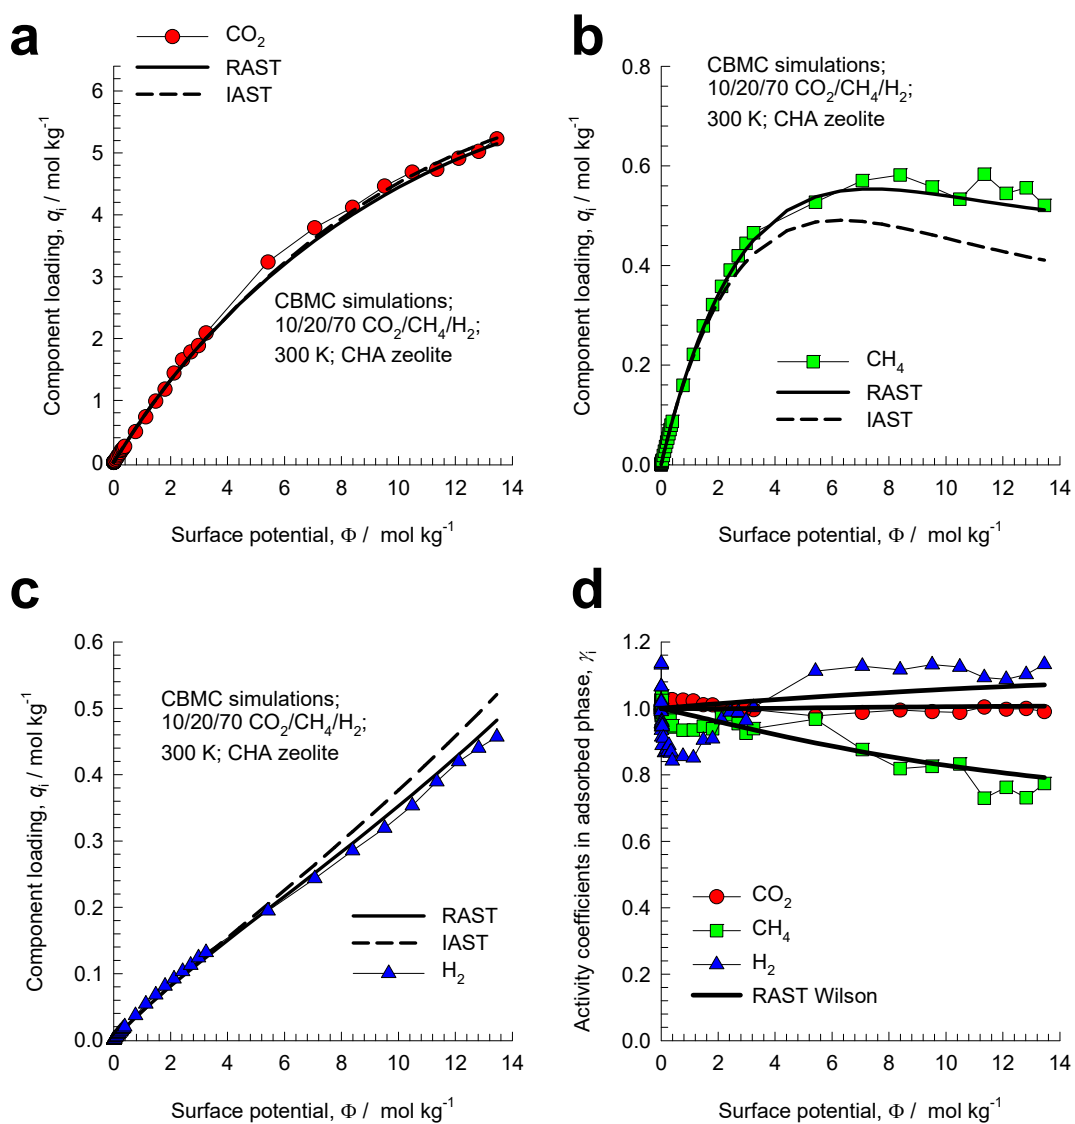 a
CO₂
RAST
IAST
Component loading, qᵢ / mol kg⁻¹
6
5
4
3
2
1
0
CBMC simulations;
10/20/70 CO₂/CH₄/H₂;
300 K; CHA zeolite
0 2 4 6 8 10 12 14
Surface potential, Φ / mol kg⁻¹
b
Component loading, qᵢ / mol kg⁻¹
0.8
0.6
0.4
0.2
0.0
CBMC simulations;
10/20/70 CO₂/CH₄/H₂;
300 K; CHA zeolite
CH₄
RAST
IAST
0 2 4 6 8 10 12 14
Surface potential, Φ / mol kg⁻¹
c
Component loading, qᵢ / mol kg⁻¹
0.6
0.5
0.4
0.3
0.2
0.1
0.0
CBMC simulations;
10/20/70 CO₂/CH₄/H₂;
300 K; CHA zeolite
RAST
IAST
H₂
0 2 4 6 8 10 12 14
Surface potential, Φ / mol kg⁻¹
d
Activity coefficients in adsorbed phase, γᵢ
1.2
1.0
0.8
0.6
0.4
0.2
0.0
CO₂
CH₄
H₂
RAST Wilson
0 2 4 6 8 10 12 14
Surface potential, Φ / mol kg⁻¹